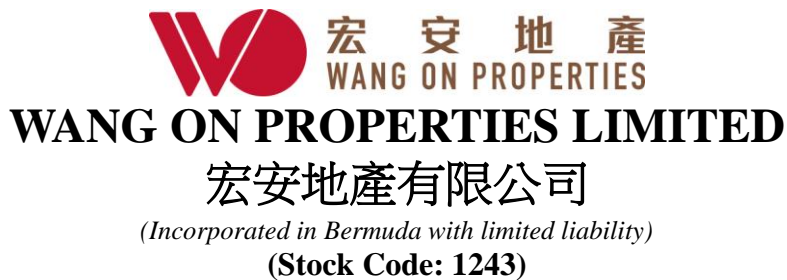 宏安地產
WANG ON PROPERTIES
WANG ON PROPERTIES LIMITED
宏安地產有限公司
(Incorporated in Bermuda with limited liability)
(Stock Code: 1243)